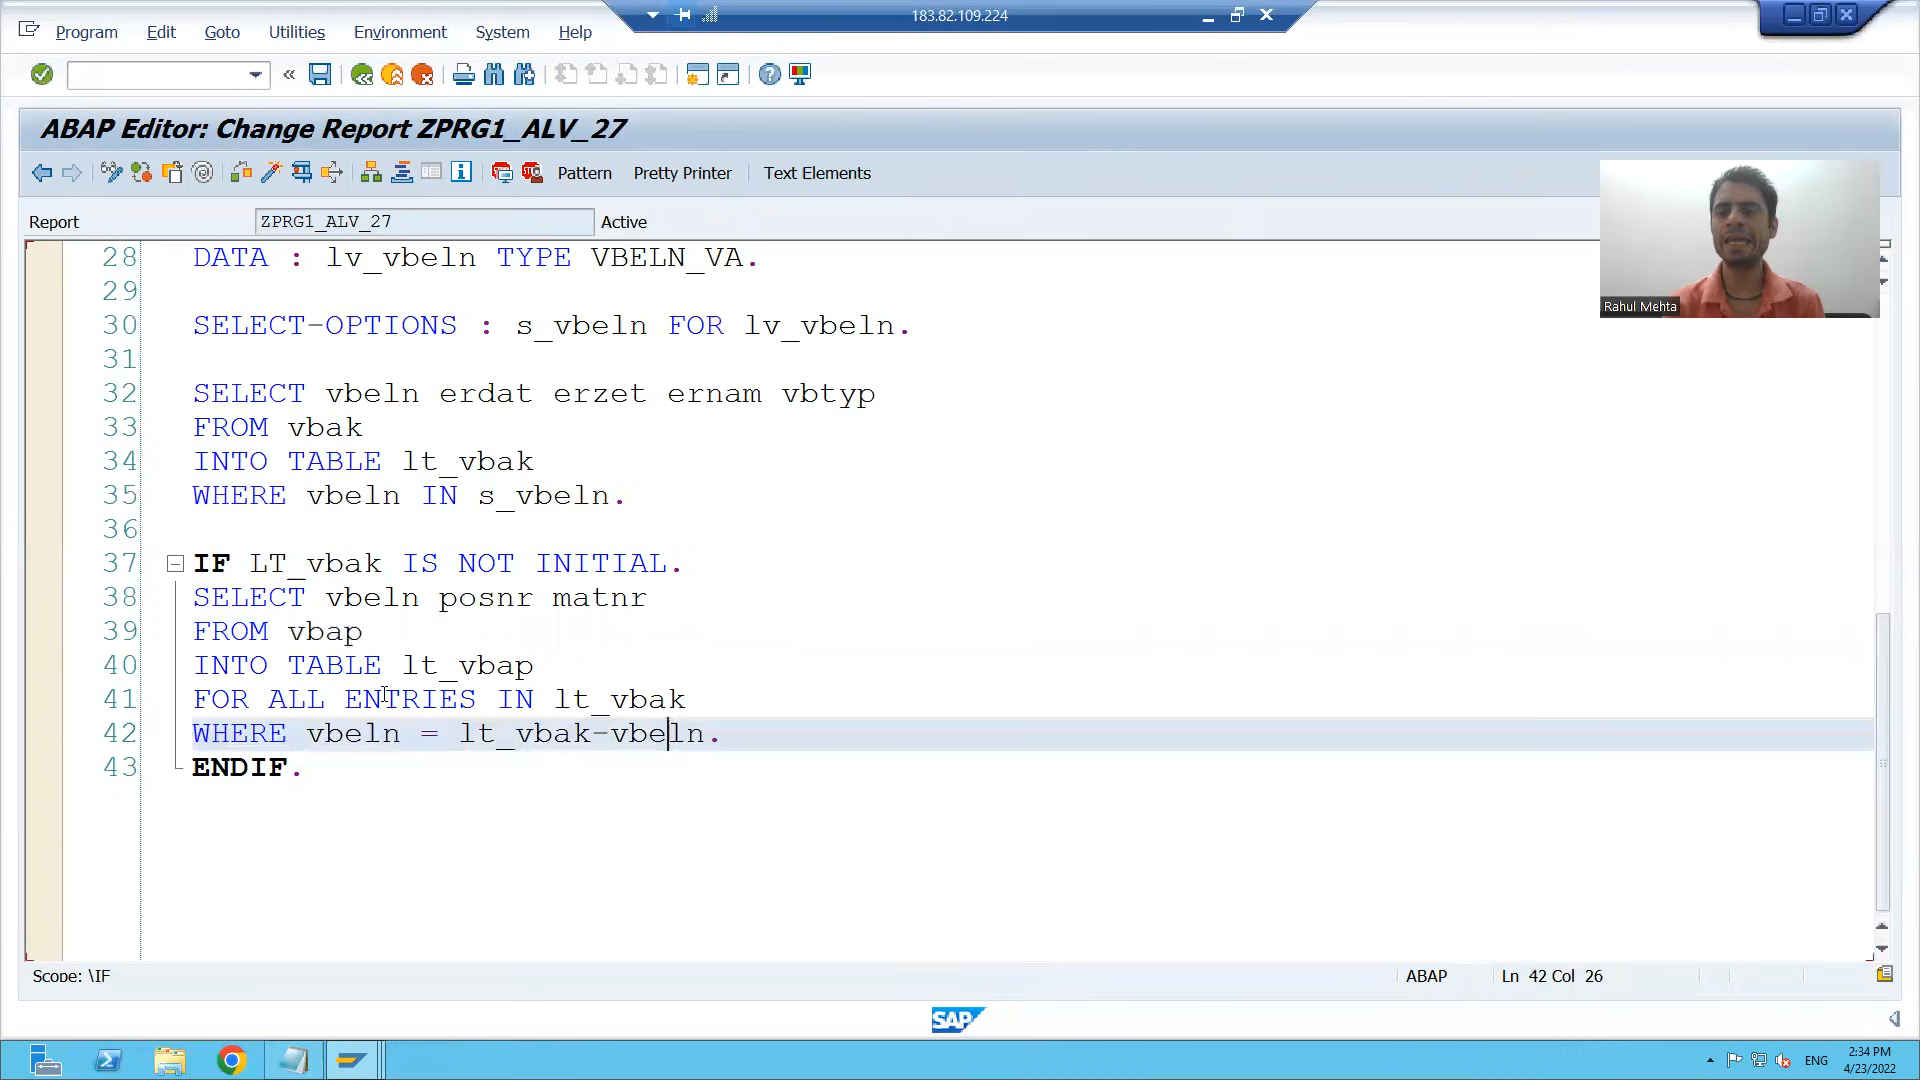 183.82.109.224
Program Edit Goto Utilities Environment System Help
ABAP Editor: Change Report ZPRG1_ALV_27
Pattern Pretty Printer Text Elements
Report ZPRG1_ALV_27 Active
28 DATA : lv_vbeln TYPE VBELN_VA.
29
30 SELECT-OPTIONS : s_vbeln FOR lv_vbeln.
31
32 SELECT vbeln erdat erzet ernam vbtyp
33 FROM vbak
34 INTO TABLE lt_vbak
35 WHERE vbeln IN s_vbeln.
36
37 IF LT_vbak IS NOT INITIAL.
38 SELECT vbeln posnr matnr
39 FROM vbap
40 INTO TABLE lt_vbap
41 FOR ALL ENTRIES IN lt_vbak
42 WHERE vbeln = lt_vbak-vbeln.
43 ENDIF.
Rahul Mehta
Scope: \IF ABAP Ln 42 Col 26
SAP
ENG
2:34 PM
4/23/2022